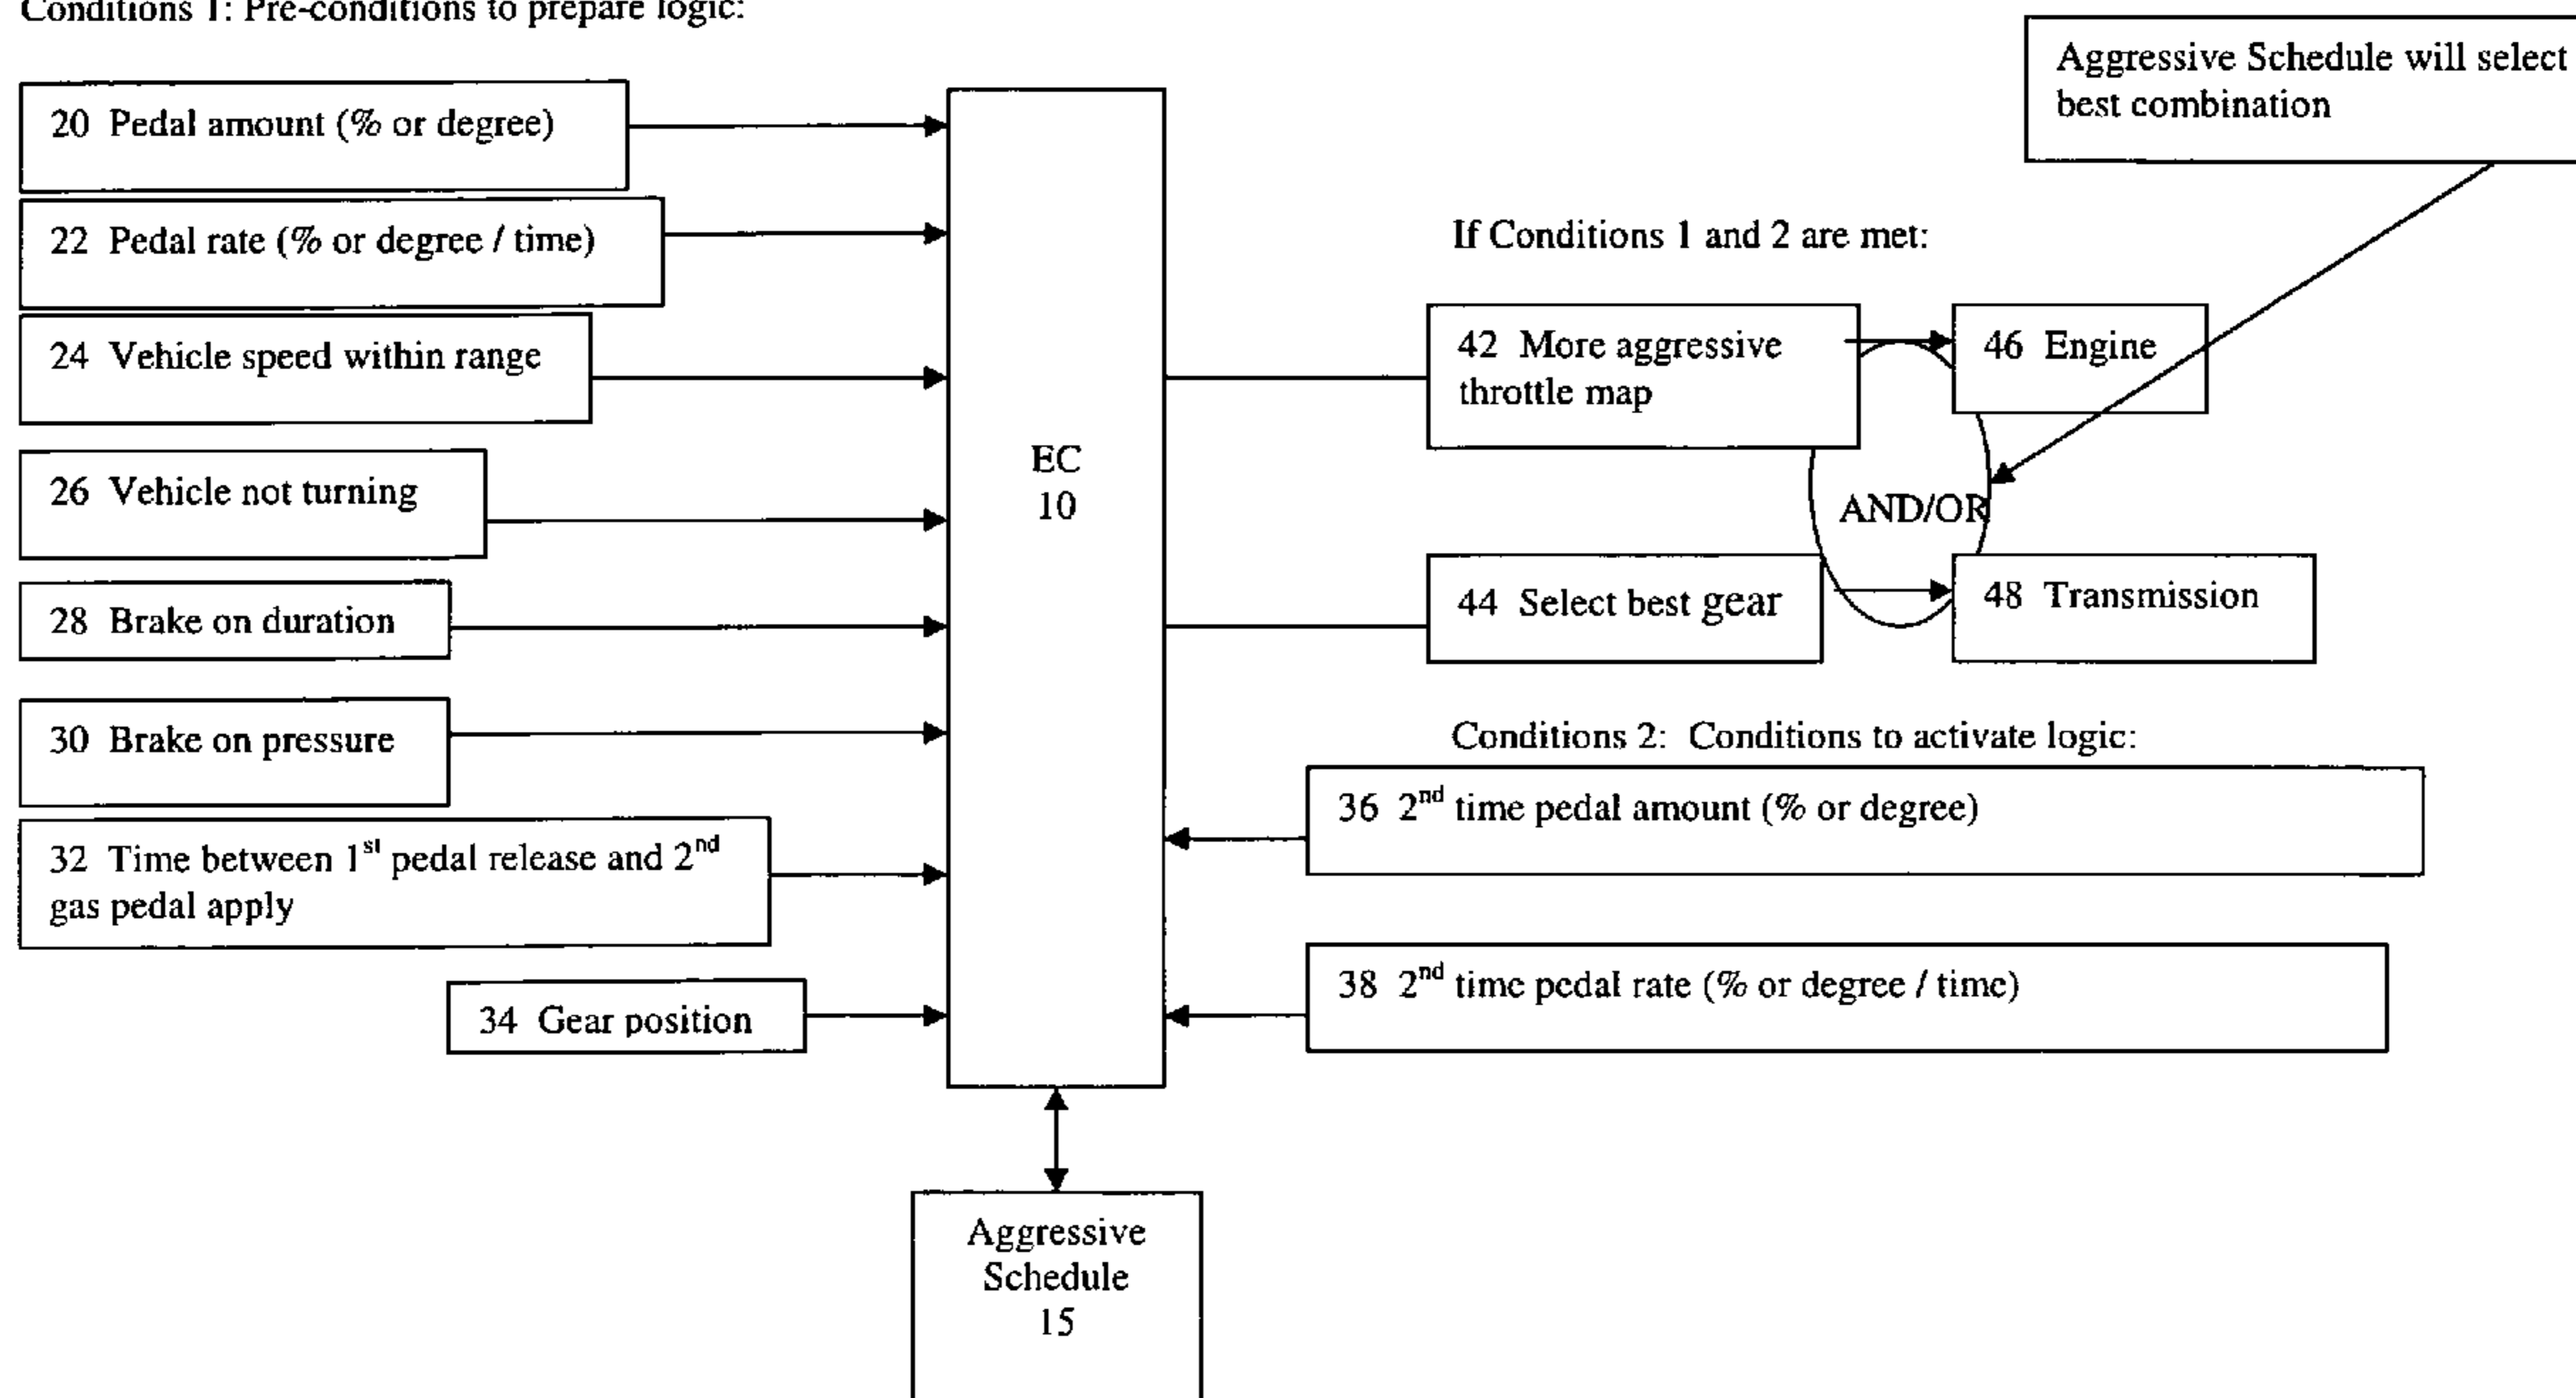 Conditions 1: Pre-conditions to prepare logic:
20 Pedal amount (% or degree)
22 Pedal rate (% or degree / time)
24 Vehicle speed within range
26 Vehicle not turning
28 Brake on duration
30 Brake on pressure
32 Time between 1st pedal release and 2nd
gas pedal apply
34 Gear position
EC
10
Aggressive
Schedule
15
Aggressive Schedule will select
best combination
If Conditions 1 and 2 are met:
42 More aggressive
throttle map
46 Engine
AND/OR
44 Select best gear
48 Transmission
Conditions 2: Conditions to activate logic:
36 2nd time pedal amount (% or degree)
38 2nd time pedal rate (% or degree / time)